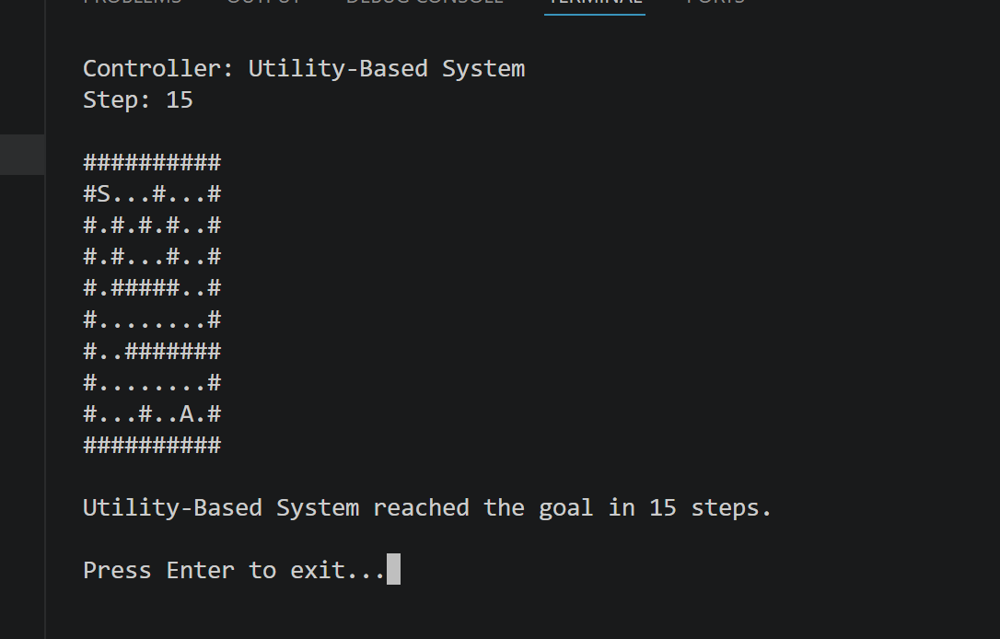 PROBLEMS OUTPUT DEBUG CONSOLE TERMINAL PORTS
Controller: Utility-Based System
Step: 15
##########
#S...#...#
#.#.#.#..#
#.#...#..#
#.#####..#
#........#
#..#######
#........#
#...#..A.#
##########
Utility-Based System reached the goal in 15 steps.
Press Enter to exit...